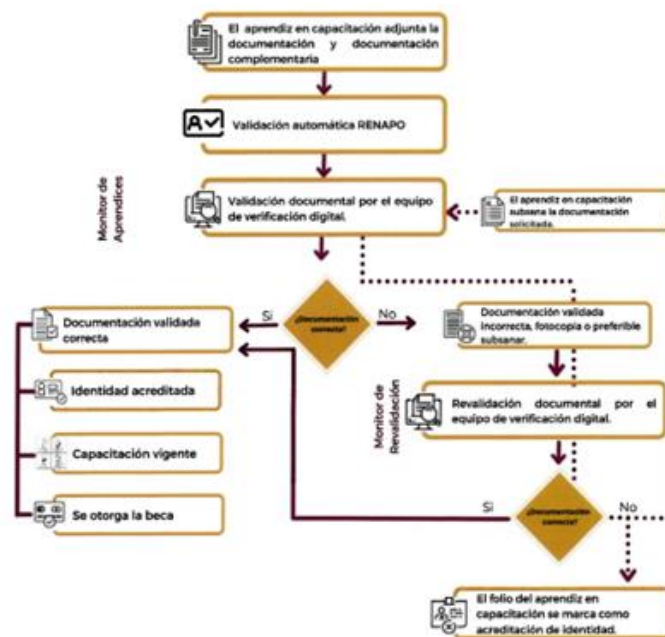 El aprendiz en capacitación adjunta la
documentación y documentación
complementaria
Validación automática RENAPO
Monitor de
Aprendices
Validación documental por el equipo
de verificación digital.
El aprendiz en capacitación
subsana la documentación
solicitada.
¿Documentación
correcta?
Si
No
Documentación validada
correcta
Documentación validada
incorrecta, fotocopia o preferible
subsanar.
Identidad acreditada
Monitor de
Revalidación
Revalidación documental por el
equipo de verificación digital.
Capacitación vigente
Se otorga la beca
Si
¿Documentación
correcta?
No
El folio del aprendiz en
capacitación se marca como
acreditación de identidad.